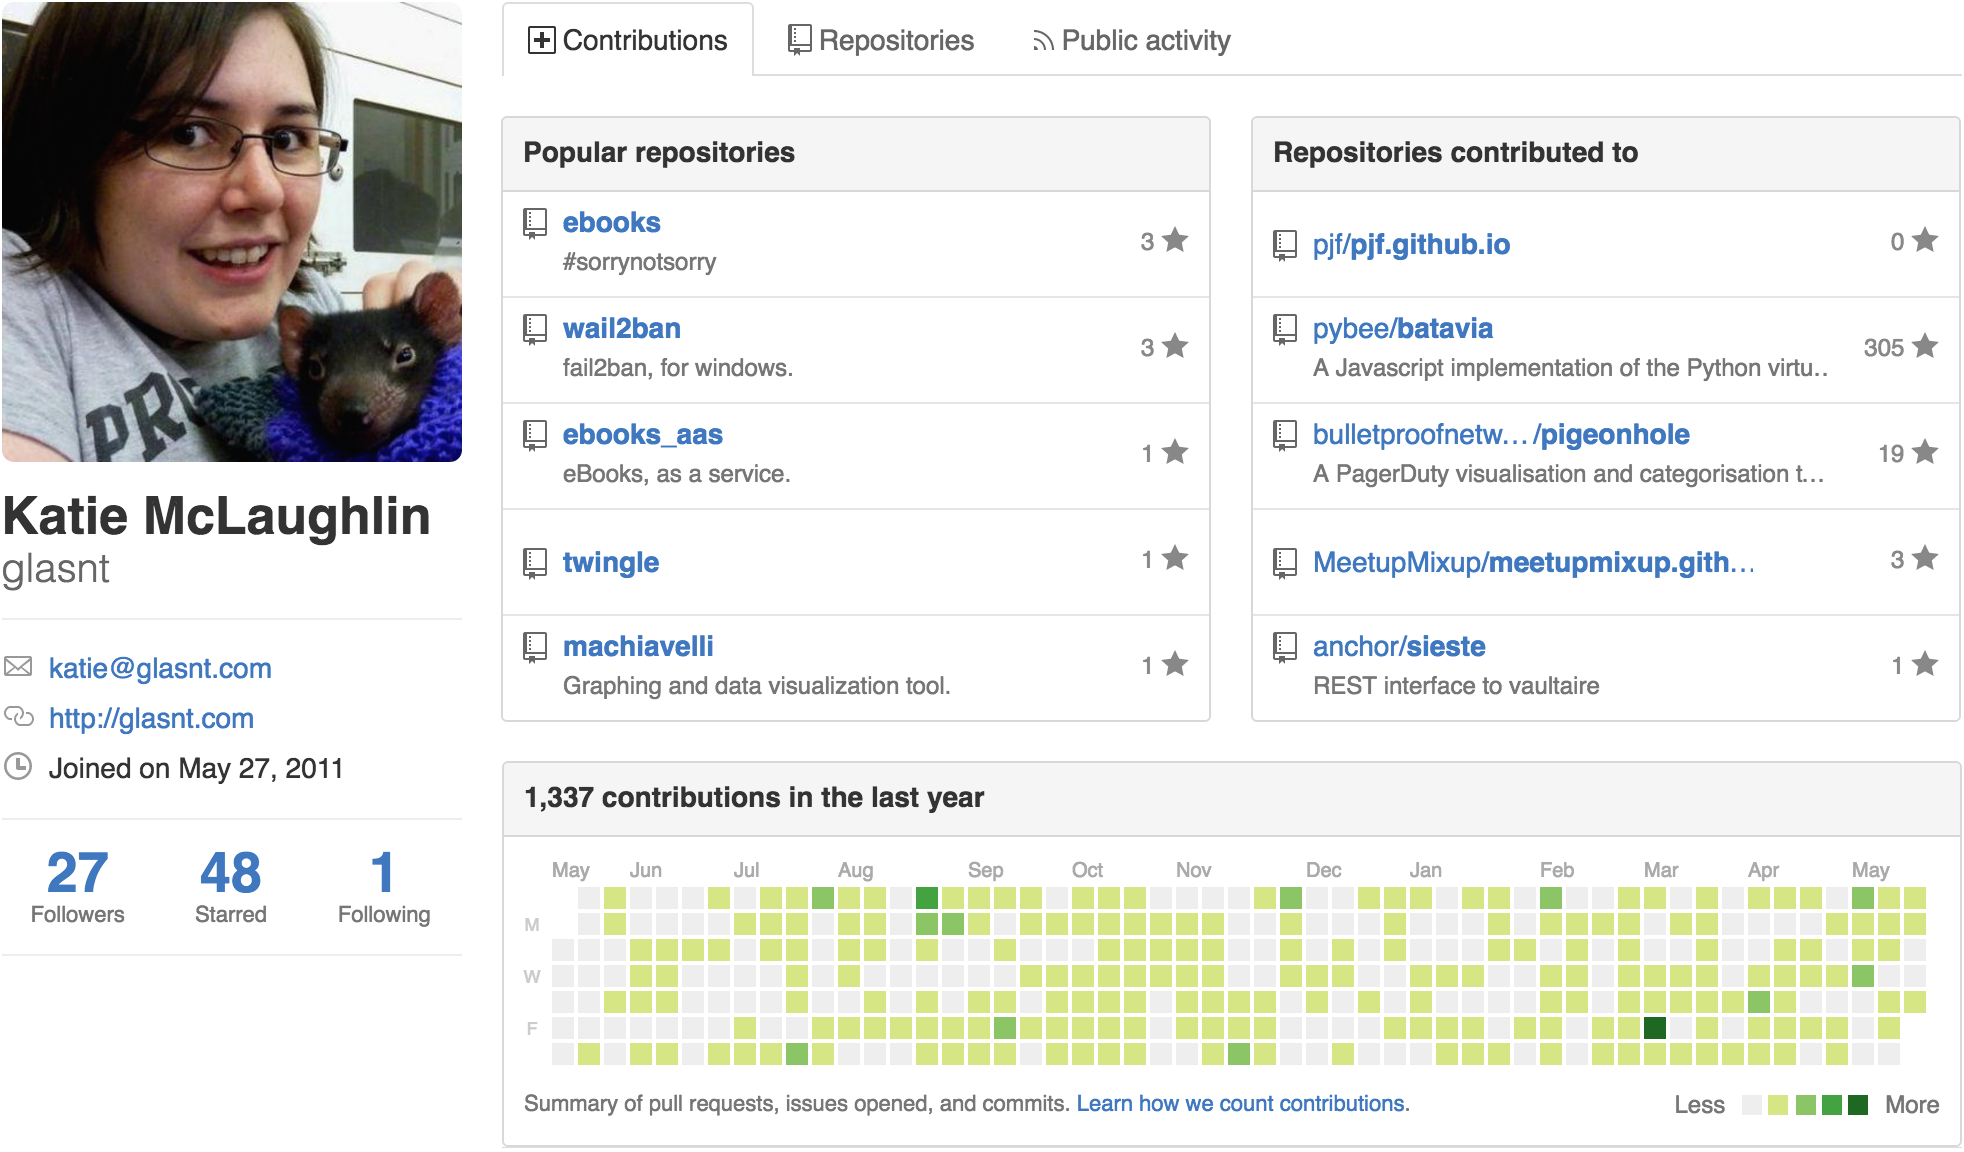 PRO
Katie McLaughlin
glasnt
katie@glasnt.com
http://glasnt.com
Joined on May 27, 2011
27 48 1
Followers Starred Following
Contributions Repositories Public activity
Popular repositories
ebooks
#sorrynotsorry
3
wail2ban
fail2ban, for windows.
3
ebooks_aas
eBooks, as a service.
1
twingle
1
machiavelli
Graphing and data visualization tool.
1
Repositories contributed to
pjf/pjf.github.io
0
pybee/batavia
A Javascript implementation of the Python virtu..
305
bulletproofnetw... /pigeonhole
A PagerDuty visualisation and categorisation t...
19
MeetupMixup/meetupmixup.gith...
3
anchor/sieste
REST interface to vaultaire
1
1,337 contributions in the last year
May Jun Jul Aug Sep Oct Nov Dec Jan Feb Mar Apr May
M
W
F
Summary of pull requests, issues opened, and commits. Learn how we count contributions.
Less More